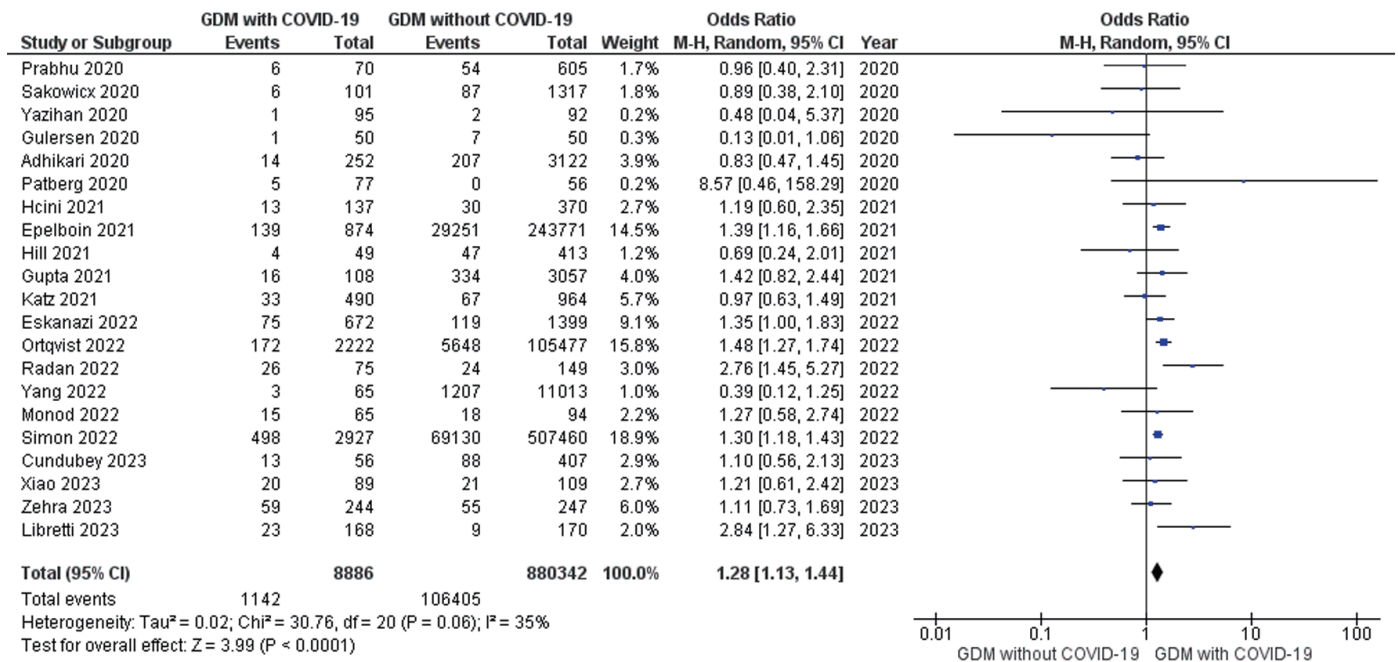 GDM with COVID-19 GDM without COVID-19 Odds Ratio Odds Ratio
Study or Subgroup Events Total Events Total Weight M-H, Random, 95% CI Year M-H, Random, 95% CI
Prabhu 2020 6 70 54 605 1.7% 0.96 [0.40, 2.31] 2020
Sakowicx 2020 6 101 87 1317 1.8% 0.89 [0.38, 2.10] 2020
Yazihan 2020 1 95 2 92 0.2% 0.48 [0.04, 5.37] 2020
Gulersen 2020 1 50 7 50 0.3% 0.13 [0.01, 1.06] 2020
Adhikari 2020 14 252 207 3122 3.9% 0.83 [0.47, 1.45] 2020
Patberg 2020 5 77 0 56 0.2% 8.57 [0.46, 158.29] 2020
Hcini 2021 13 137 30 370 2.7% 1.19 [0.60, 2.35] 2021
Epelboin 2021 139 874 29251 243771 14.5% 1.39 [1.16, 1.66] 2021
Hill 2021 4 49 47 413 1.2% 0.69 [0.24, 2.01] 2021
Gupta 2021 16 108 334 3057 4.0% 1.42 [0.82, 2.44] 2021
Katz 2021 33 490 67 964 5.7% 0.97 [0.63, 1.49] 2021
Eskanazi 2022 75 672 119 1399 9.1% 1.35 [1.00, 1.83] 2022
Ortqvist 2022 172 2222 5648 105477 15.8% 1.48 [1.27, 1.74] 2022
Radan 2022 26 75 24 149 3.0% 2.76 [1.45, 5.27] 2022
Yang 2022 3 65 1207 11013 1.0% 0.39 [0.12, 1.25] 2022
Monod 2022 15 65 18 94 2.2% 1.27 [0.58, 2.74] 2022
Simon 2022 498 2927 69130 507460 18.9% 1.30 [1.18, 1.43] 2022
Cundubey 2023 13 56 88 407 2.9% 1.10 [0.56, 2.13] 2023
Xiao 2023 20 89 21 109 2.7% 1.21 [0.61, 2.42] 2023
Zehra 2023 59 244 55 247 6.0% 1.11 [0.73, 1.69] 2023
Libretti 2023 23 168 9 170 2.0% 2.84 [1.27, 6.33] 2023
Total (95% CI) 8886 880342 100.0% 1.28 [1.13, 1.44]
Total events 1142 106405
Heterogeneity: Tau² = 0.02; Chi² = 30.76, df = 20 (P = 0.06); I² = 35%
Test for overall effect: Z = 3.99 (P < 0.0001)
0.01 0.1 1 10 100
GDM without COVID-19 GDM with COVID-19